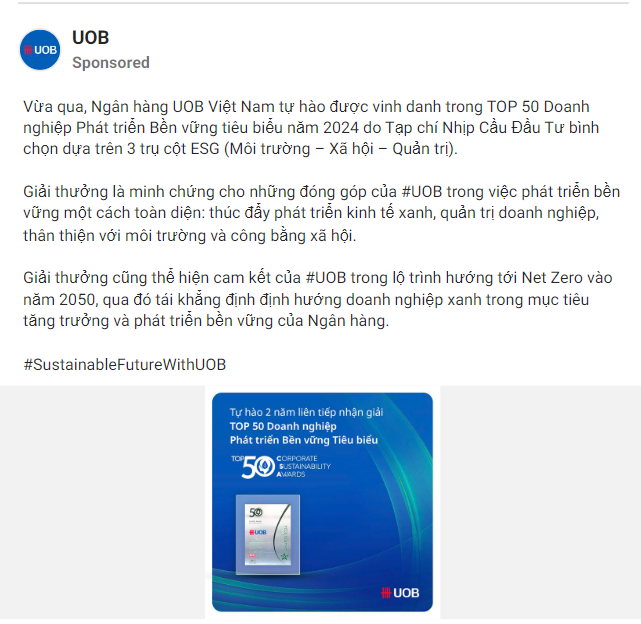 UOB
UOB
Sponsored
Vừa qua, Ngân hàng UOB Việt Nam tự hào được vinh danh trong TOP 50 Doanh
nghiệp Phát triển Bền vững tiêu biểu năm 2024 do Tạp chí Nhịp Cầu Đầu Tư bình
chọn dựa trên 3 trụ cột ESG (Môi trường – Xã hội – Quản trị).
Giải thưởng là minh chứng cho những đóng góp của #UOB trong việc phát triển bền
vững một cách toàn diện: thúc đẩy phát triển kinh tế xanh, quản trị doanh nghiệp,
thân thiện với môi trường và công bằng xã hội.
Giải thưởng cũng thể hiện cam kết của #UOB trong lộ trình hướng tới Net Zero vào
năm 2050, qua đó tái khẳng định định hướng doanh nghiệp xanh trong mục tiêu
tăng trưởng và phát triển bền vững của Ngân hàng.
#SustainableFutureWithUOB
Tự hào 2 năm liên tiếp nhận giải
TOP 50 Doanh nghiệp
Phát triển Bền vững Tiêu biểu
TOP 50 CORPORATE
SUSTAINABILITY
AWARDS
50
UOB
UOB